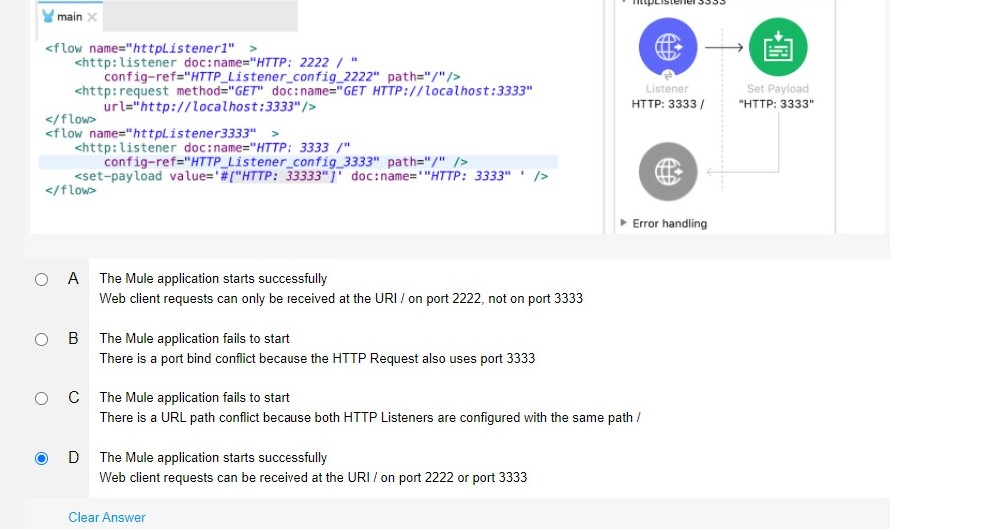 main
<flow name="httpListener1" >
<http:listener doc:name="HTTP: 2222 / "
config-ref="HTTP_Listener_config_2222" path="/"/>
<http:request method="GET" doc:name="GET HTTP://localhost:3333"
url="http://localhost:3333"/>
</flow>
<flow name="httpListener3333" >
<http:listener doc:name="HTTP: 3333 /"
config-ref="HTTP_Listener_config_3333" path="/" />
<set-payload value='#["HTTP: 33333"]' doc:name='"HTTP: 3333" ' />
</flow>
httpListener3333
Listener
HTTP: 3333 /
Set Payload
"HTTP: 3333"
Error handling
A The Mule application starts successfully
Web client requests can only be received at the URI / on port 2222, not on port 3333
B The Mule application fails to start
There is a port bind conflict because the HTTP Request also uses port 3333
C The Mule application fails to start
There is a URL path conflict because both HTTP Listeners are configured with the same path /
D The Mule application starts successfully
Web client requests can be received at the URI / on port 2222 or port 3333
Clear Answer